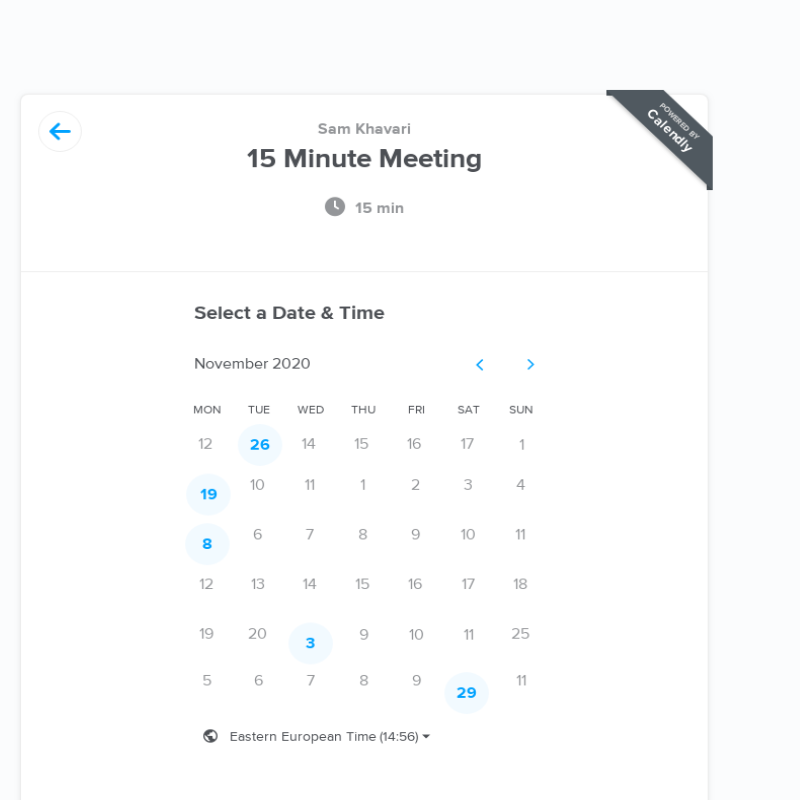 POWERED BY
Calendly
Sam Khavari
15 Minute Meeting
15 min
Select a Date & Time
November 2020
MON TUE WED THU FRI SAT SUN
12 26 14 15 16 17 1
19 10 11 1 2 3 4
8 6 7 8 9 10 11
12 13 14 15 16 17 18
19 20 3 9 10 11 25
5 6 7 8 9 29 11
Eastern European Time (14:56)